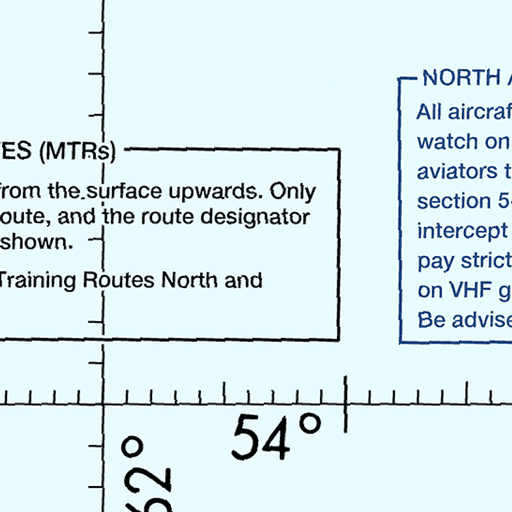 ES (MTRs)
from the surface upwards. Only
oute, and the route designator
shown.
Training Routes North and
NORTH
All aircraf
watch on
aviators t
section 5
intercept
pay strict
on VHF g
Be advise
54°
62°